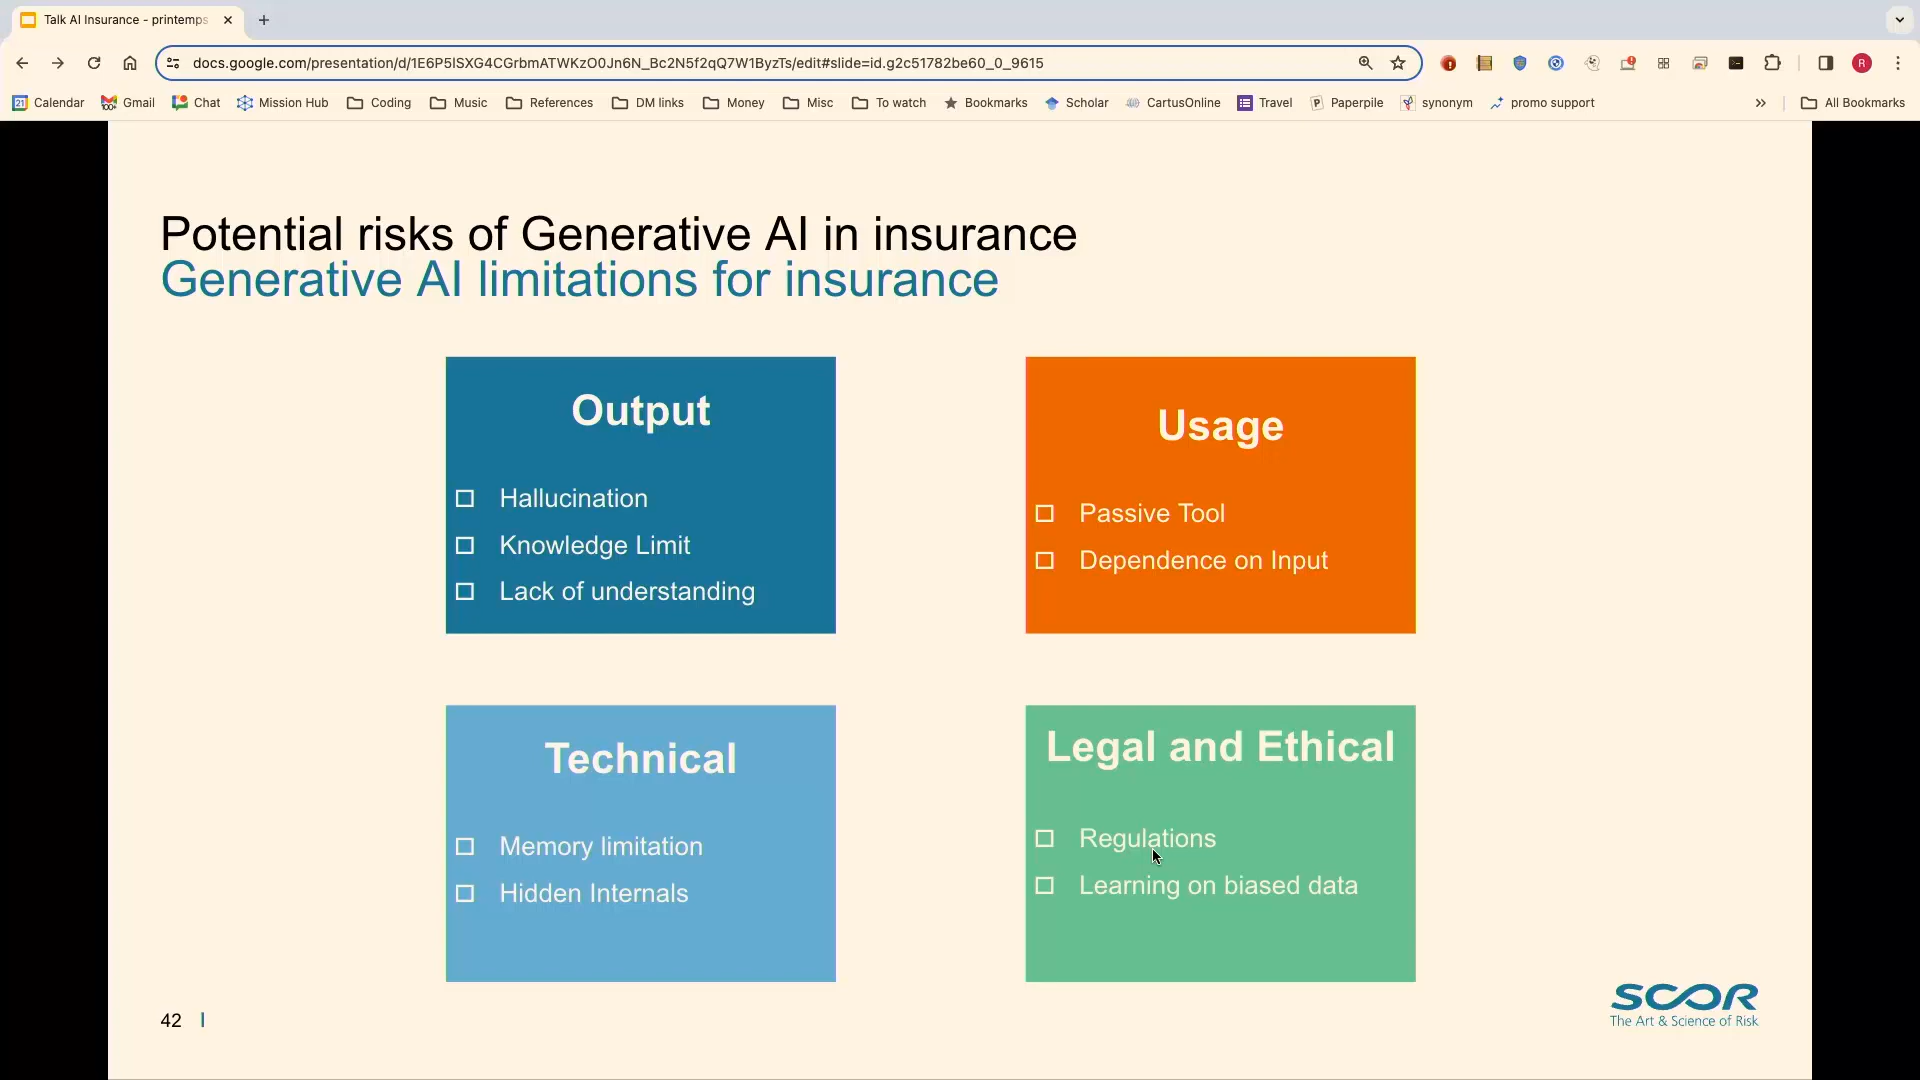 Talk AI Insurance - printemps
docs.google.com/presentation/d/1E6P5lSXG4CGrbmATWKzO0Jn6N_Bc2N5f2qQ7W1ByzTs/edit#slide=id.g2c51782be60_0_9615
R
Calendar Gmail Chat Mission Hub Coding Music References DM links Money Misc To watch Bookmarks Scholar CartusOnline Travel Paperpile synonym promo support » All Bookmarks
Potential risks of Generative AI in insurance
Generative AI limitations for insurance
Output
Hallucination
Knowledge Limit
Lack of understanding
Usage
Passive Tool
Dependence on Input
Technical
Memory limitation
Hidden Internals
Legal and Ethical
Regulations
Learning on biased data
42
SCOR
The Art & Science of Risk